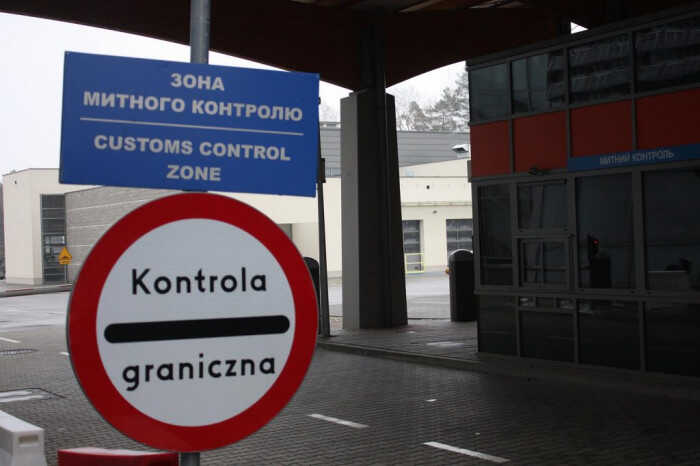 ЗОНА
МИТНОГО КОНТРОЛЮ
CUSTOMS CONTROL
ZONE
Kontrola
graniczna
МИТНИЙ КОНТРОЛЬ